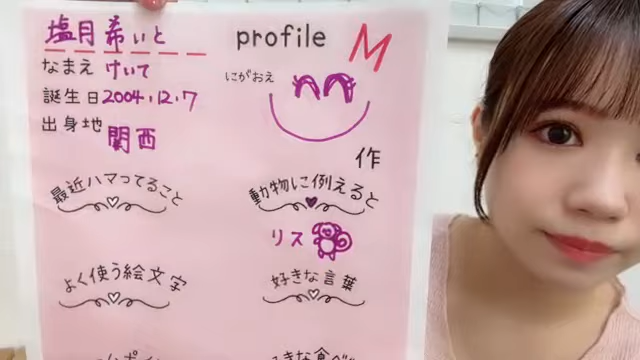 塩月希いと
profile M
なまえ けいて
にがおえ
誕生日 2004.12.7
出身地 関西
作
最近ハマってること
動物に例えると
リス
よく使う絵文字
好きな言葉